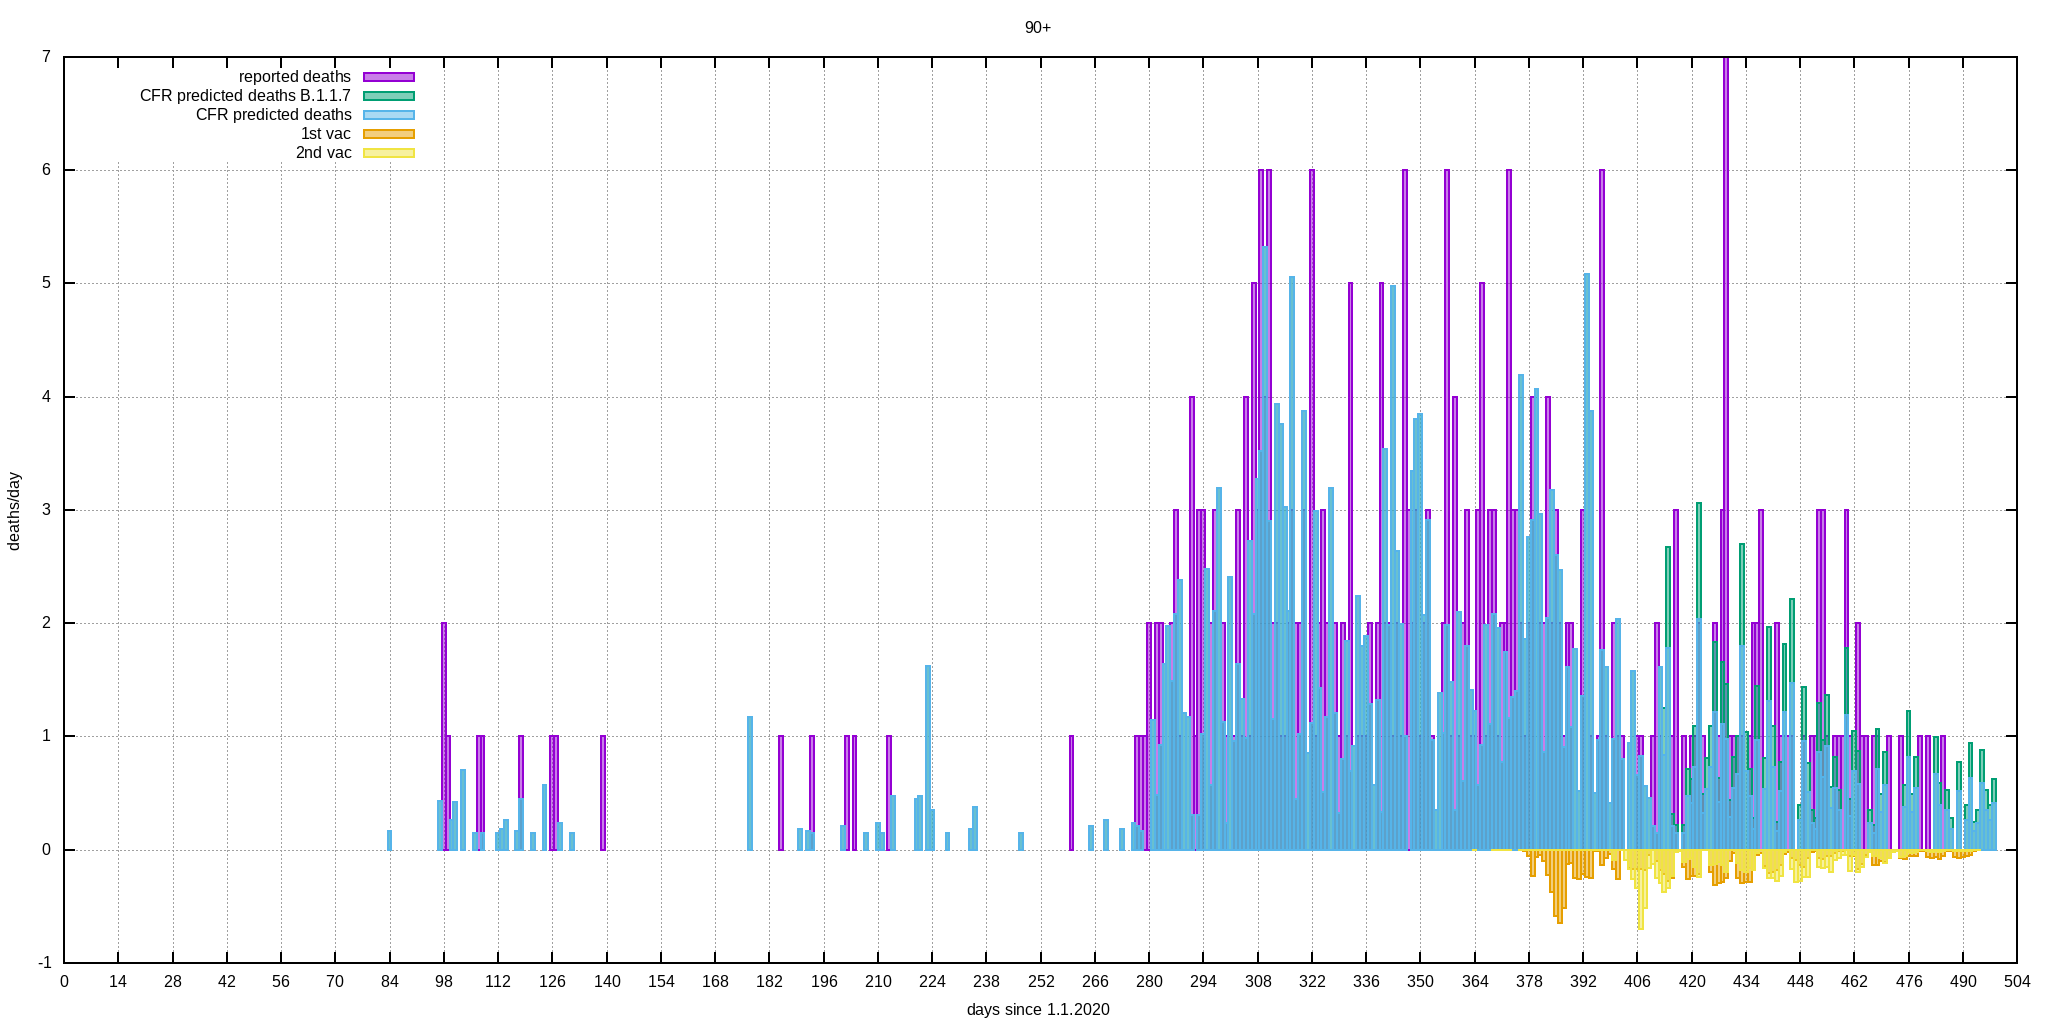 90+
reported deaths
CFR predicted deaths B.1.1.7
CFR predicted deaths
1st vac
2nd vac
7
6
5
4
3
2
1
0
-1
deaths/day
0 14 28 42 56 70 84 98 112 126 140 154 168 182 196 210 224 238 252 266 280 294 308 322 336 350 364 378 392 406 420 434 448 462 476 490 504
days since 1.1.2020